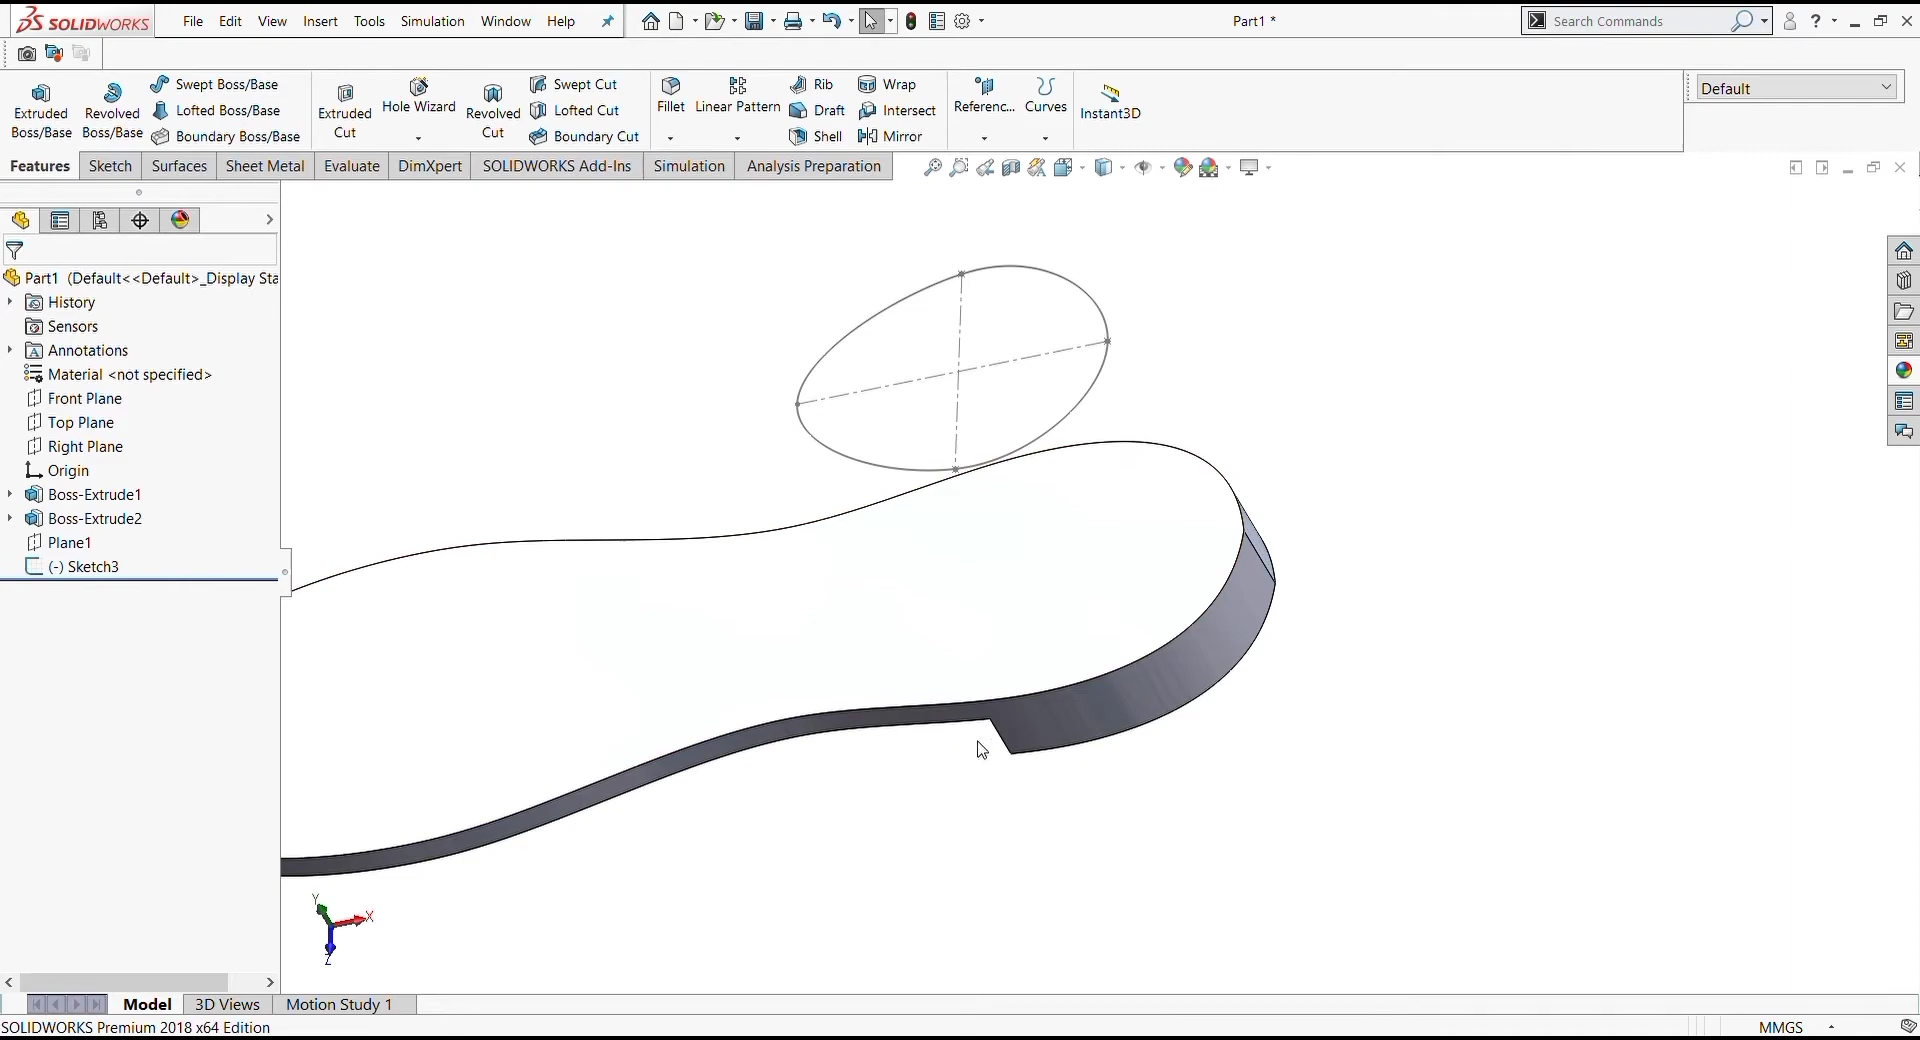 SOLIDWORKS File Edit View Insert Tools Simulation Window Help Part1 * Search Commands ?
Extruded Boss/Base
Revolved Boss/Base
Swept Boss/Base
Lofted Boss/Base
Boundary Boss/Base
Extruded Cut
Hole Wizard
Revolved Cut
Swept Cut
Lofted Cut
Boundary Cut
Fillet
Linear Pattern
Rib
Draft
Shell
Wrap
Intersect
Mirror
Referenc...
Curves
Instant3D
Default
Features Sketch Surfaces Sheet Metal Evaluate DimXpert SOLIDWORKS Add-Ins Simulation Analysis Preparation
Part1 (Default<<Default>_Display Sta
History
Sensors
Annotations
Material <not specified>
Front Plane
Top Plane
Right Plane
Origin
Boss-Extrude1
Boss-Extrude2
Plane1
(-) Sketch3
Y
X
Z
Model 3D Views Motion Study 1
SOLIDWORKS Premium 2018 x64 Edition MMGS